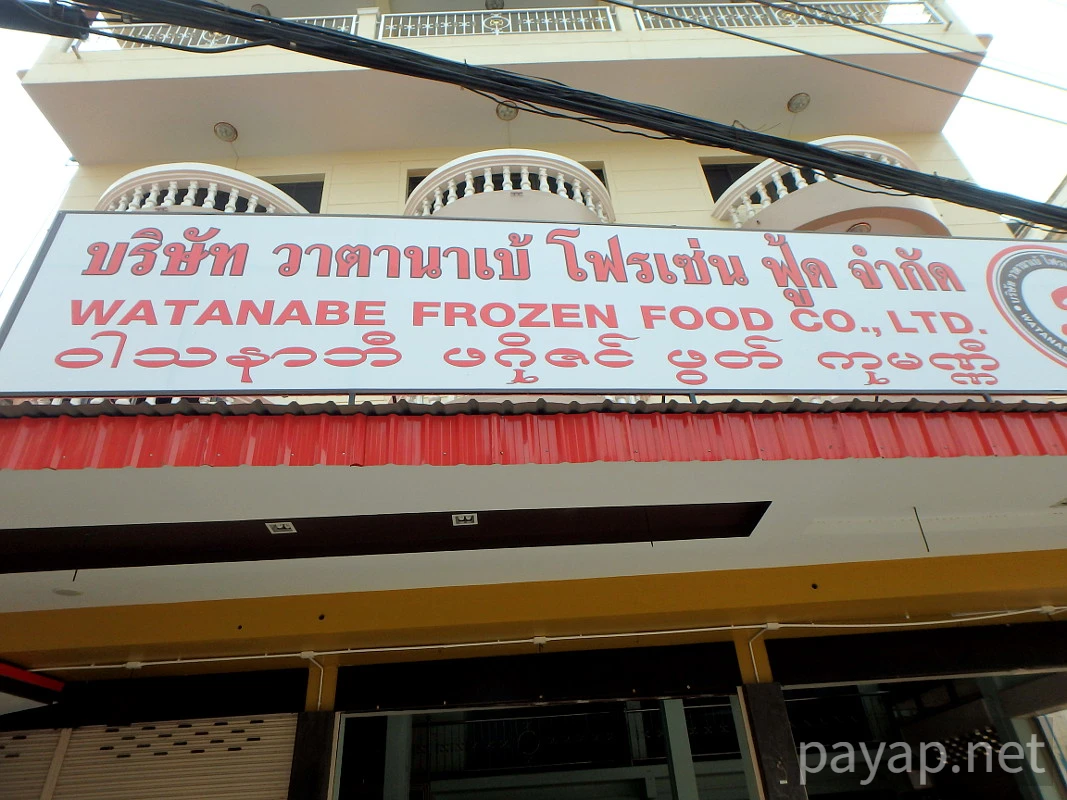 บริษัท วาตานาเบ้ โฟรเซ่น ฟู้ด จำกัด
WATANABE FROZEN FOOD CO., LTD.
ဝါသနာဘီ ဖရိုဇင် ဖွတ် ကုမဏ္ဏီ
payap.net